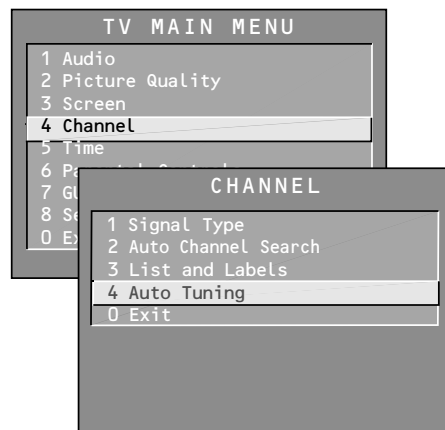 TV MAIN MENU
1 Audio
2 Picture Quality
3 Screen
4 Channel
5 Time
6
7
8
0
CHANNEL
1 Signal Type
2 Auto Channel Search
3 List and Labels
4 Auto Tuning
0 Exit